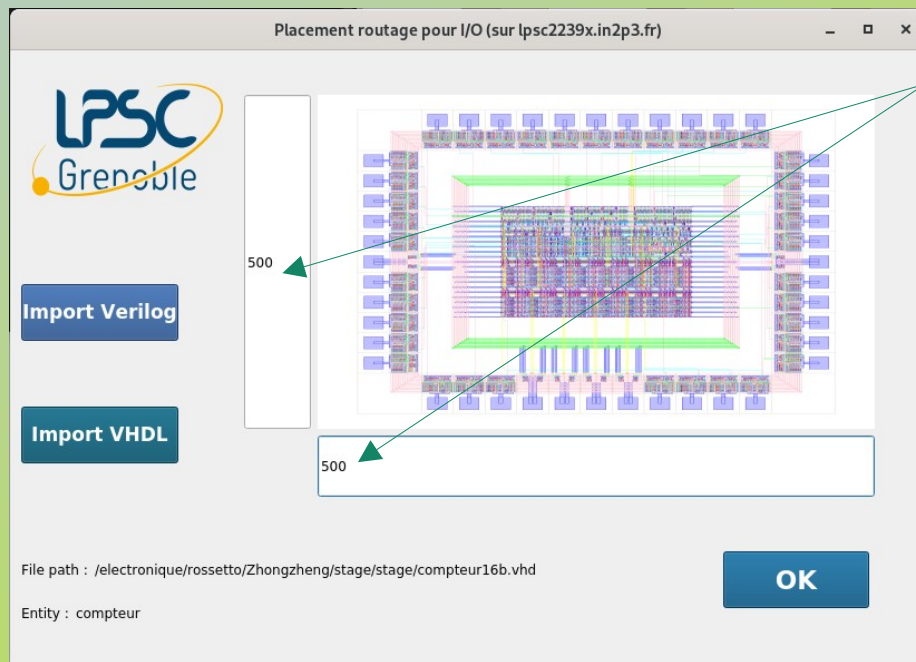 Placement routage pour I/O (sur lpsc2239x.in2p3.fr)
LPSC
Grenoble
500
Import Verilog
Import VHDL
500
File path : /electronique/rossetto/Zhongzheng/stage/stage/compteur16b.vhd
OK
Entity : compteur